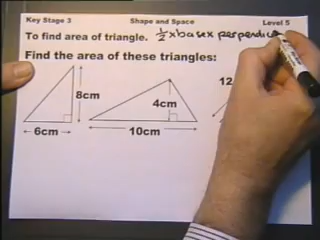 Key Stage 3 Shape and Space Level 5
To find area of triangle. ½ x base x perpendicu
Find the area of these triangles:
8cm
4cm
12
6cm
10cm